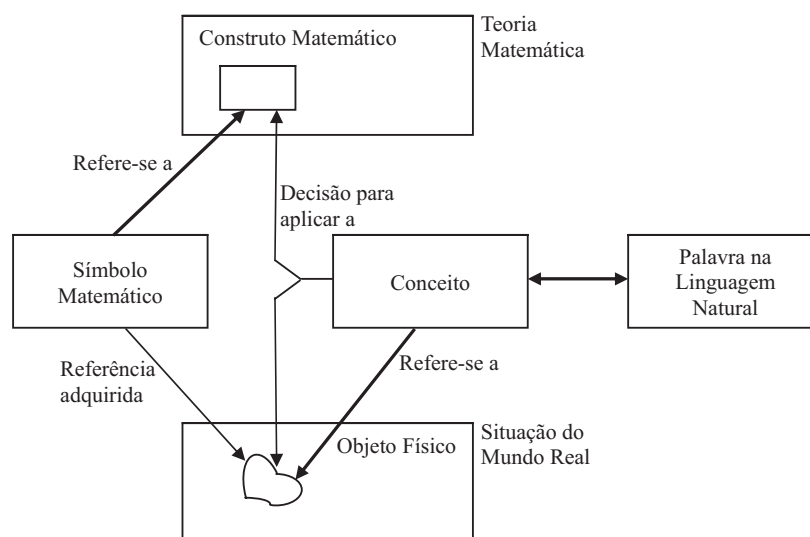 Construto Matemático
Teoria
Matemática
Refere-se a
Decisão para
aplicar a
Símbolo
Matemático
Conceito
Palavra na
Linguagem
Natural
Referência
adquirida
Refere-se a
Objeto Físico
Situação do
Mundo Real